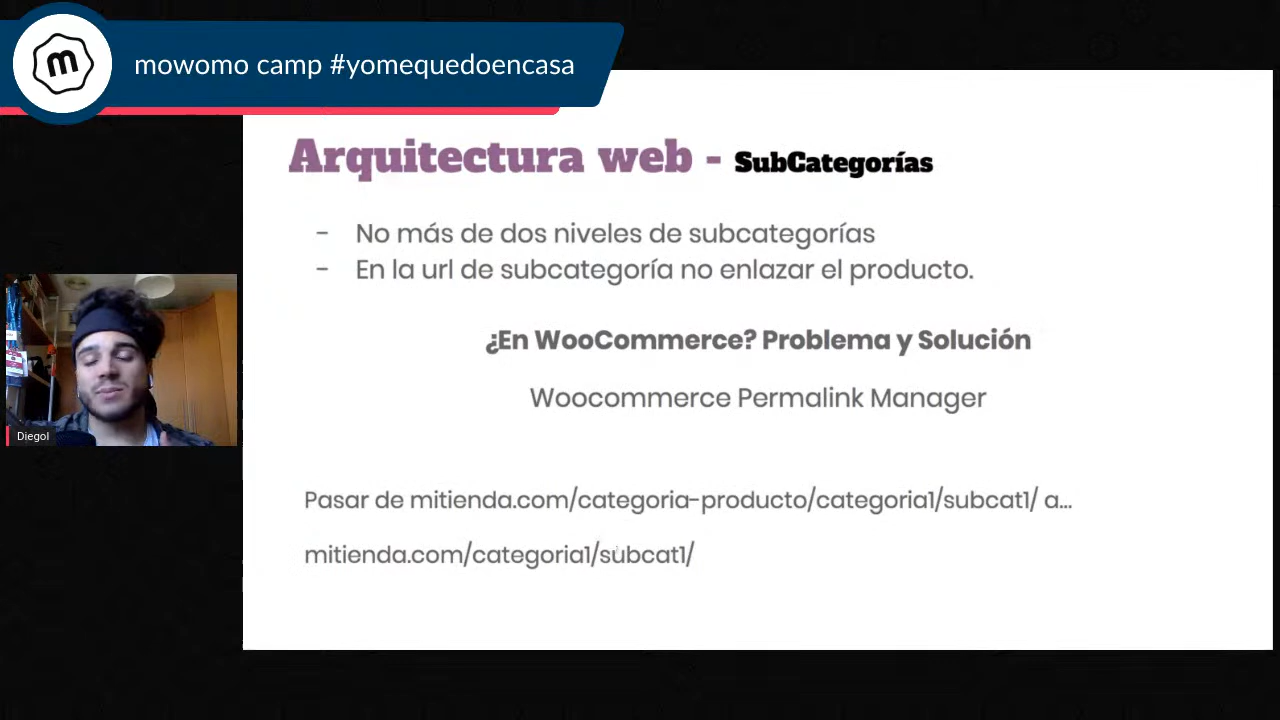 m
mowomo camp #yomequedoencasa
Arquitectura web - SubCategorías
- No más de dos niveles de subcategorías
- En la url de subcategoría no enlazar el producto.
¿En WooCommerce? Problema y Solución
Woocommerce Permalink Manager
Diegol
Pasar de mitienda.com/categoria-producto/categoria1/subcat1/ a...
mitienda.com/categoria1/subcat1/